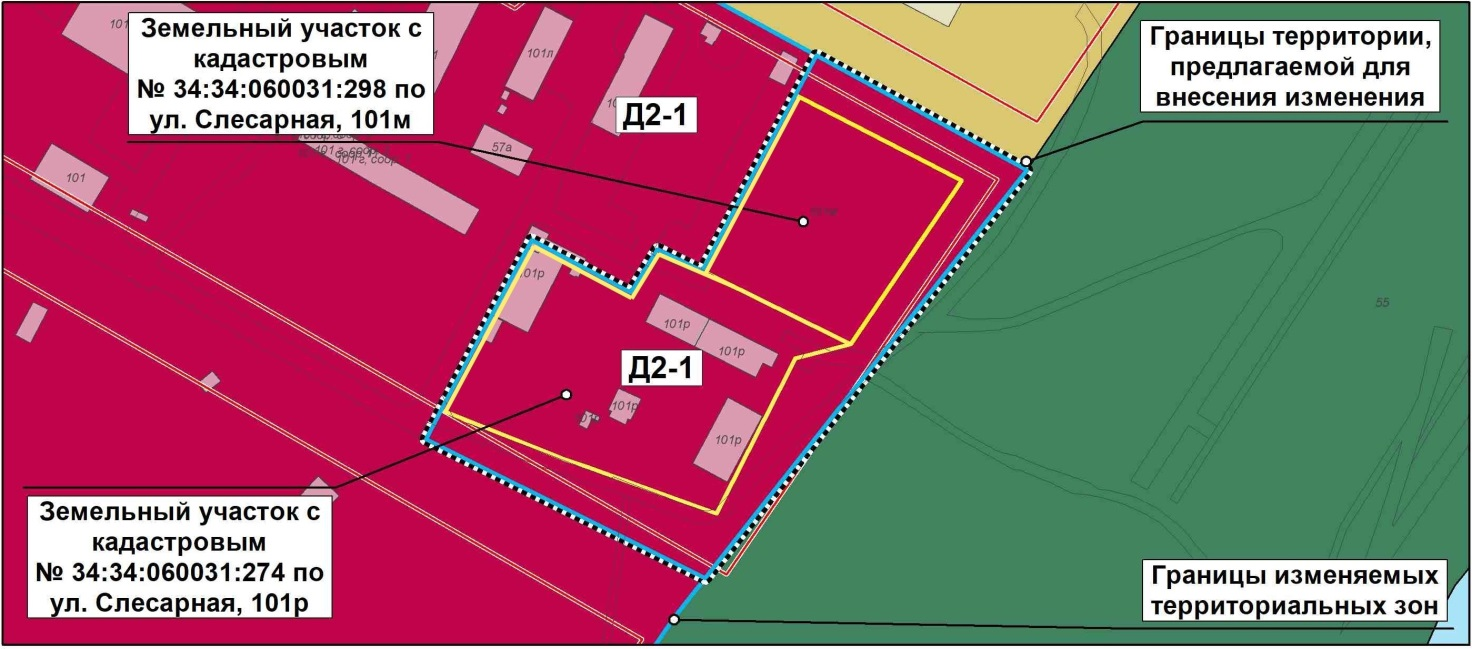 Земельный участок с
кадастровым
№ 34:34:060031:298 по
ул. Слесарная, 101м
Границы территории,
предлагаемой для
внесения изменения
101л
Д2-1
57а
101
101р
55
101р
101р
Д2-1
101р
101р
Земельный участок с
кадастровым
№ 34:34:060031:274 по
ул. Слесарная, 101р
Границы изменяемых
территориальных зон